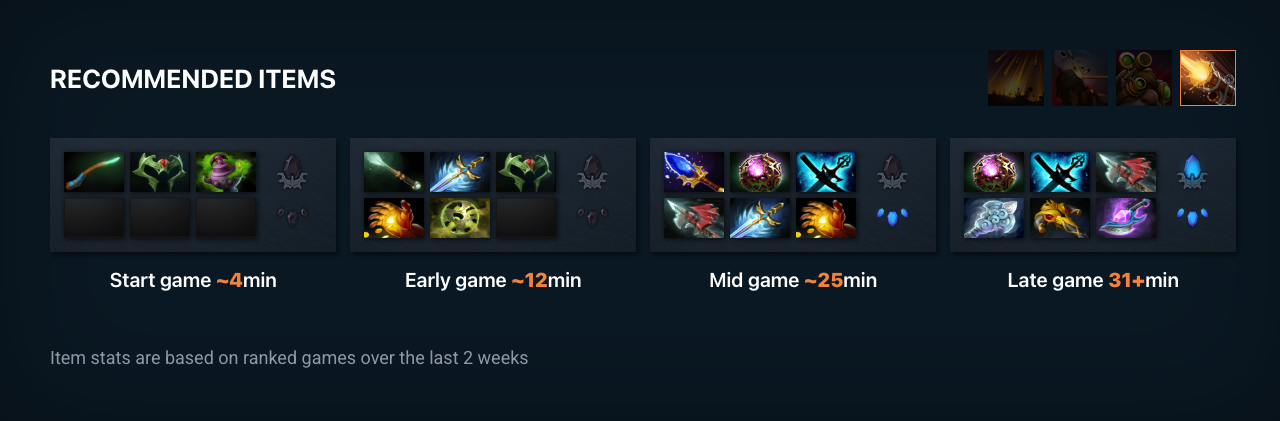 RECOMMENDED ITEMS
Start game ~4min
Early game ~12min
Mid game ~25min
Late game 31+min
Item stats are based on ranked games over the last 2 weeks